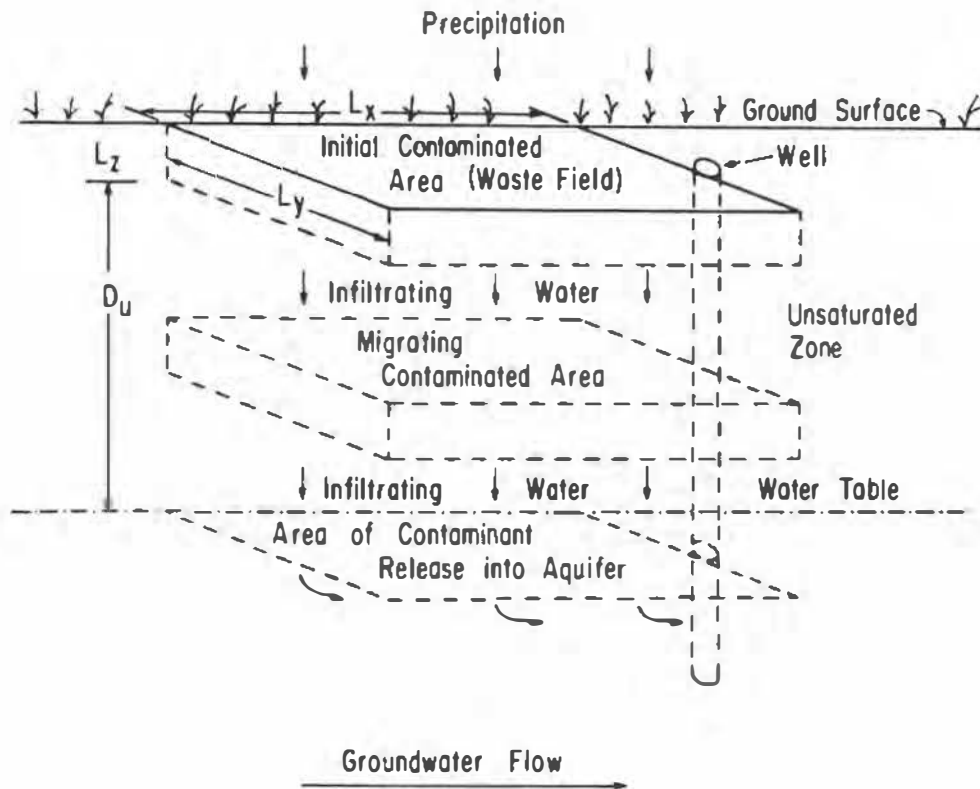 Precipitation
Lx
Ground Surface
Initial Contaminated
Area (Waste Field)
Well
Lz
Ly
Du
Infiltrating Water
Unsaturated
Zone
Migrating
Contaminated Area
Infiltrating Water
Water Table
Area of Contaminant
Release into Aquifer
Groundwater Flow